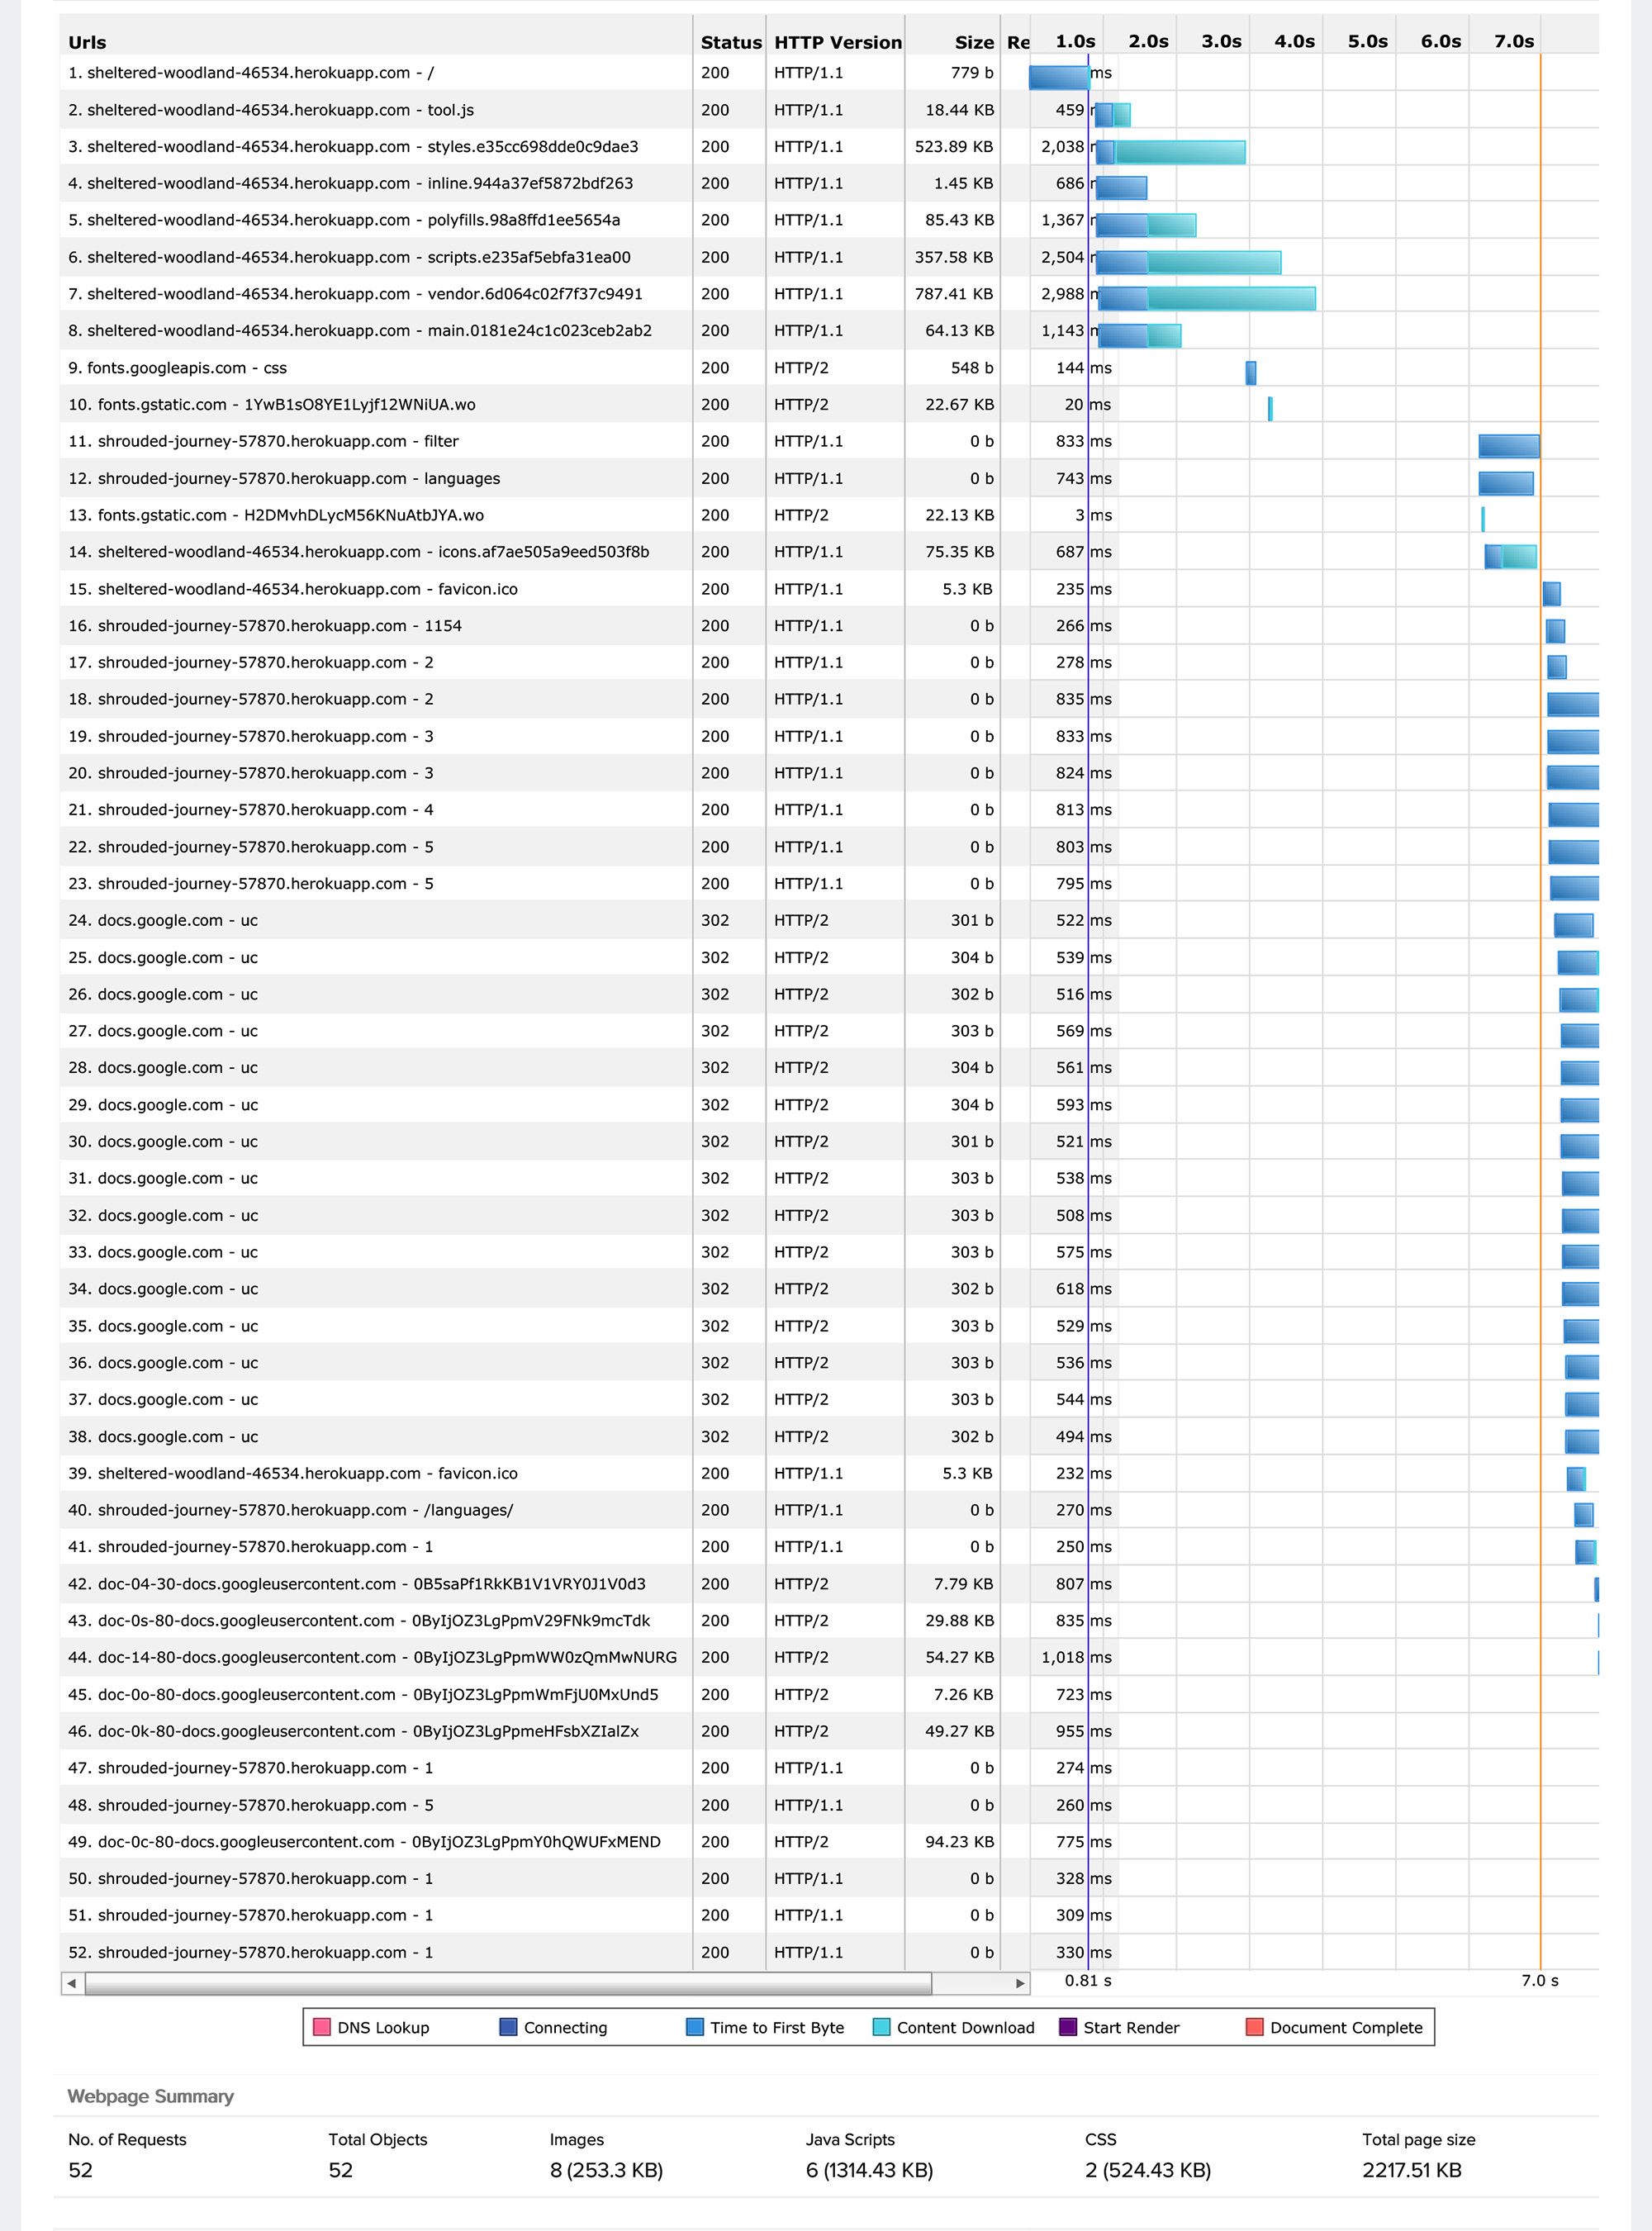 Urls Status HTTP Version Size Re 1.0s 2.0s 3.0s 4.0s 5.0s 6.0s 7.0s
1. sheltered-woodland-46534.herokuapp.com - / 200 HTTP/1.1 779 b ms
2. sheltered-woodland-46534.herokuapp.com - tool.js 200 HTTP/1.1 18.44 KB 459
3. sheltered-woodland-46534.herokuapp.com - styles.e35cc698dde0c9dae3 200 HTTP/1.1 523.89 KB 2,038
4. sheltered-woodland-46534.herokuapp.com - inline.944a37ef5872bdf263 200 HTTP/1.1 1.45 KB 686
5. sheltered-woodland-46534.herokuapp.com - polyfills.98a8ffd1ee5654a 200 HTTP/1.1 85.43 KB 1,367
6. sheltered-woodland-46534.herokuapp.com - scripts.e235af5ebfa31ea00 200 HTTP/1.1 357.58 KB 2,504
7. sheltered-woodland-46534.herokuapp.com - vendor.6d064c02f7f37c9491 200 HTTP/1.1 787.41 KB 2,988
8. sheltered-woodland-46534.herokuapp.com - main.0181e24c1c023ceb2ab2 200 HTTP/1.1 64.13 KB 1,143
9. fonts.googleapis.com - css 200 HTTP/2 548 b 144 ms
10. fonts.gstatic.com - 1YwB1sO8YE1Lyjf12WNiUA.wo 200 HTTP/2 22.67 KB 20 ms
11. shrouded-journey-57870.herokuapp.com - filter 200 HTTP/1.1 0 b 833 ms
12. shrouded-journey-57870.herokuapp.com - languages 200 HTTP/1.1 0 b 743 ms
13. fonts.gstatic.com - H2DMvhDLycM56KNuAtbJYA.wo 200 HTTP/2 22.13 KB 3 ms
14. sheltered-woodland-46534.herokuapp.com - icons.af7ae505a9eed503f8b 200 HTTP/1.1 75.35 KB 687 ms
15. sheltered-woodland-46534.herokuapp.com - favicon.ico 200 HTTP/1.1 5.3 KB 235 ms
16. shrouded-journey-57870.herokuapp.com - 1154 200 HTTP/1.1 0 b 266 ms
17. shrouded-journey-57870.herokuapp.com - 2 200 HTTP/1.1 0 b 278 ms
18. shrouded-journey-57870.herokuapp.com - 2 200 HTTP/1.1 0 b 835 ms
19. shrouded-journey-57870.herokuapp.com - 3 200 HTTP/1.1 0 b 833 ms
20. shrouded-journey-57870.herokuapp.com - 3 200 HTTP/1.1 0 b 824 ms
21. shrouded-journey-57870.herokuapp.com - 4 200 HTTP/1.1 0 b 813 ms
22. shrouded-journey-57870.herokuapp.com - 5 200 HTTP/1.1 0 b 803 ms
23. shrouded-journey-57870.herokuapp.com - 5 200 HTTP/1.1 0 b 795 ms
24. docs.google.com - uc 302 HTTP/2 301 b 522 ms
25. docs.google.com - uc 302 HTTP/2 304 b 539 ms
26. docs.google.com - uc 302 HTTP/2 302 b 516 ms
27. docs.google.com - uc 302 HTTP/2 303 b 569 ms
28. docs.google.com - uc 302 HTTP/2 304 b 561 ms
29. docs.google.com - uc 302 HTTP/2 304 b 593 ms
30. docs.google.com - uc 302 HTTP/2 301 b 521 ms
31. docs.google.com - uc 302 HTTP/2 303 b 538 ms
32. docs.google.com - uc 302 HTTP/2 303 b 508 ms
33. docs.google.com - uc 302 HTTP/2 303 b 575 ms
34. docs.google.com - uc 302 HTTP/2 302 b 618 ms
35. docs.google.com - uc 302 HTTP/2 303 b 529 ms
36. docs.google.com - uc 302 HTTP/2 303 b 536 ms
37. docs.google.com - uc 302 HTTP/2 303 b 544 ms
38. docs.google.com - uc 302 HTTP/2 302 b 494 ms
39. sheltered-woodland-46534.herokuapp.com - favicon.ico 200 HTTP/1.1 5.3 KB 232 ms
40. shrouded-journey-57870.herokuapp.com - /languages/ 200 HTTP/1.1 0 b 270 ms
41. shrouded-journey-57870.herokuapp.com - 1 200 HTTP/1.1 0 b 250 ms
42. doc-04-30-docs.googleusercontent.com - 0B5saPf1RkKB1V1VRY0J1V0d3 200 HTTP/2 7.79 KB 807 ms
43. doc-0s-80-docs.googleusercontent.com - 0ByIjOZ3LgPpmV29FNk9mcTdk 200 HTTP/2 29.88 KB 835 ms
44. doc-14-80-docs.googleusercontent.com - 0ByIjOZ3LgPpmWW0zQmMwNURG 200 HTTP/2 54.27 KB 1,018 ms
45. doc-0o-80-docs.googleusercontent.com - 0ByIjOZ3LgPpmWmFjU0MxUnd5 200 HTTP/2 7.26 KB 723 ms
46. doc-0k-80-docs.googleusercontent.com - 0ByIjOZ3LgPpmeHFsbXZIalZx 200 HTTP/2 49.27 KB 955 ms
47. shrouded-journey-57870.herokuapp.com - 1 200 HTTP/1.1 0 b 274 ms
48. shrouded-journey-57870.herokuapp.com - 5 200 HTTP/1.1 0 b 260 ms
49. doc-0c-80-docs.googleusercontent.com - 0ByIjOZ3LgPpmY0hQWUFxMEND 200 HTTP/2 94.23 KB 775 ms
50. shrouded-journey-57870.herokuapp.com - 1 200 HTTP/1.1 0 b 328 ms
51. shrouded-journey-57870.herokuapp.com - 1 200 HTTP/1.1 0 b 309 ms
52. shrouded-journey-57870.herokuapp.com - 1 200 HTTP/1.1 0 b 330 ms
0.81 s 7.0 s
DNS Lookup Connecting Time to First Byte Content Download Start Render Document Complete
Webpage Summary
No. of Requests Total Objects Images Java Scripts CSS Total page size
52 52 8 (253.3 KB) 6 (1314.43 KB) 2 (524.43 KB) 2217.51 KB